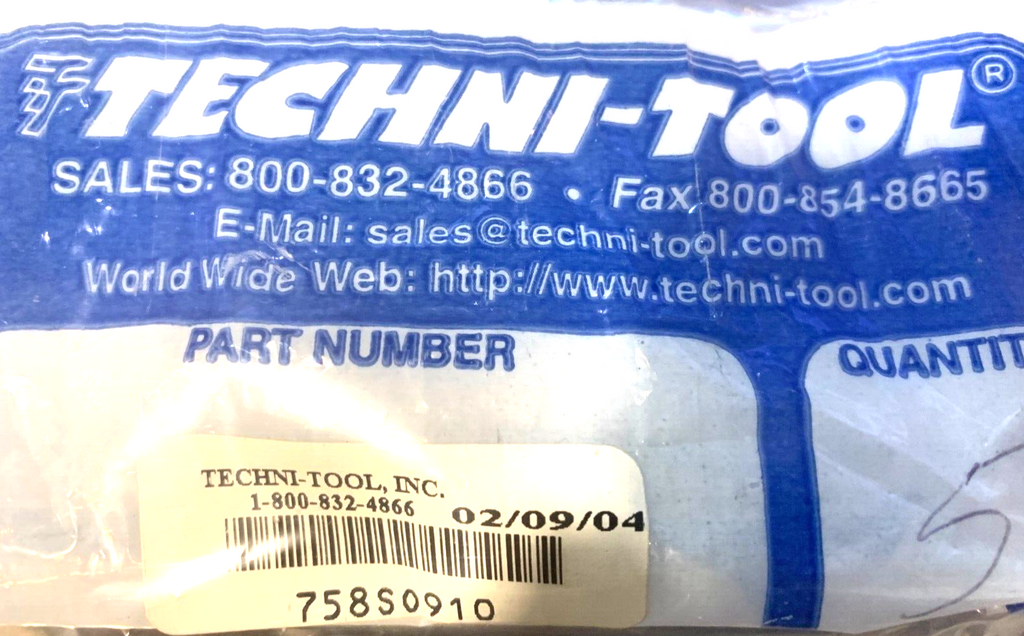 TECHNI-TOOL®
SALES: 800-832-4866 • Fax 800-854-8665
E-Mail: sales@techni-tool.com
World Wide Web: http://www.techni-tool.com
PART NUMBER
QUANTIT
TECHNI-TOOL, INC.
1-800-832-4866
02/09/04
758S0910
5